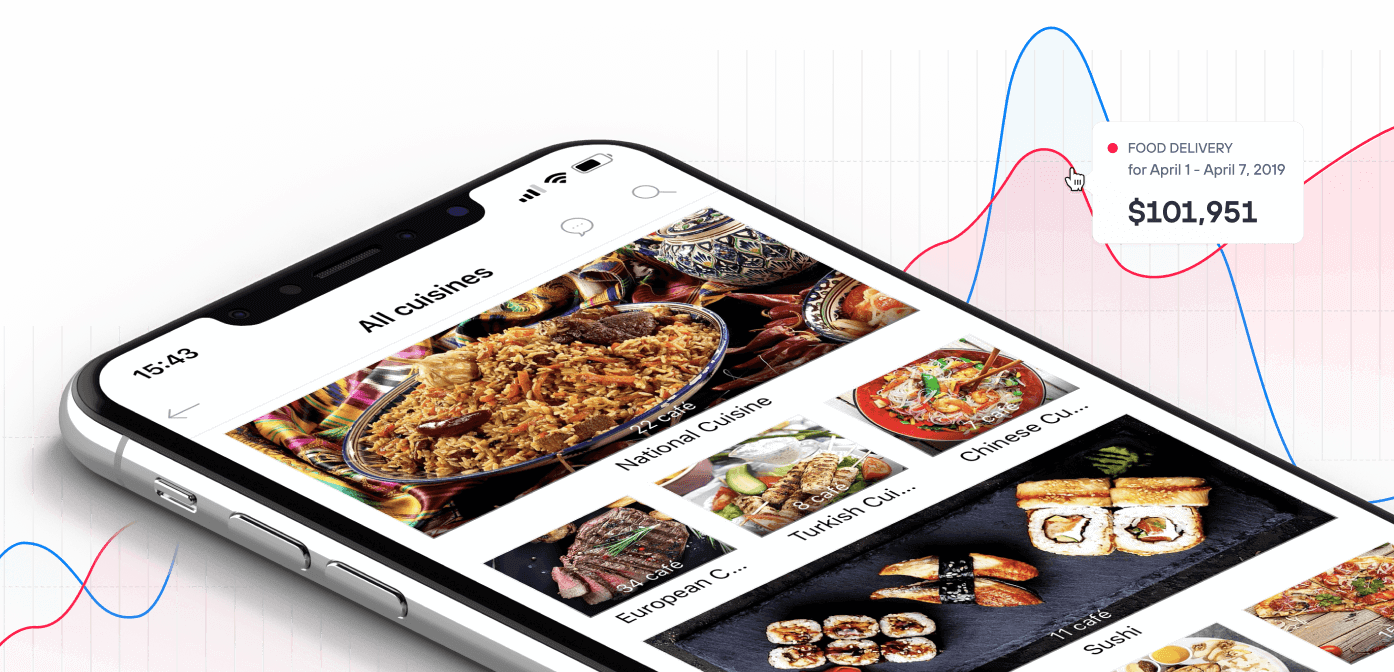 15:43
All cuisines
22 café
National Cuisine
34 café
European C...
8 café
Turkish Cui...
7 café
Chinese Cu...
11 café
Sushi
FOOD DELIVERY
for April 1 - April 7, 2019
$101,951